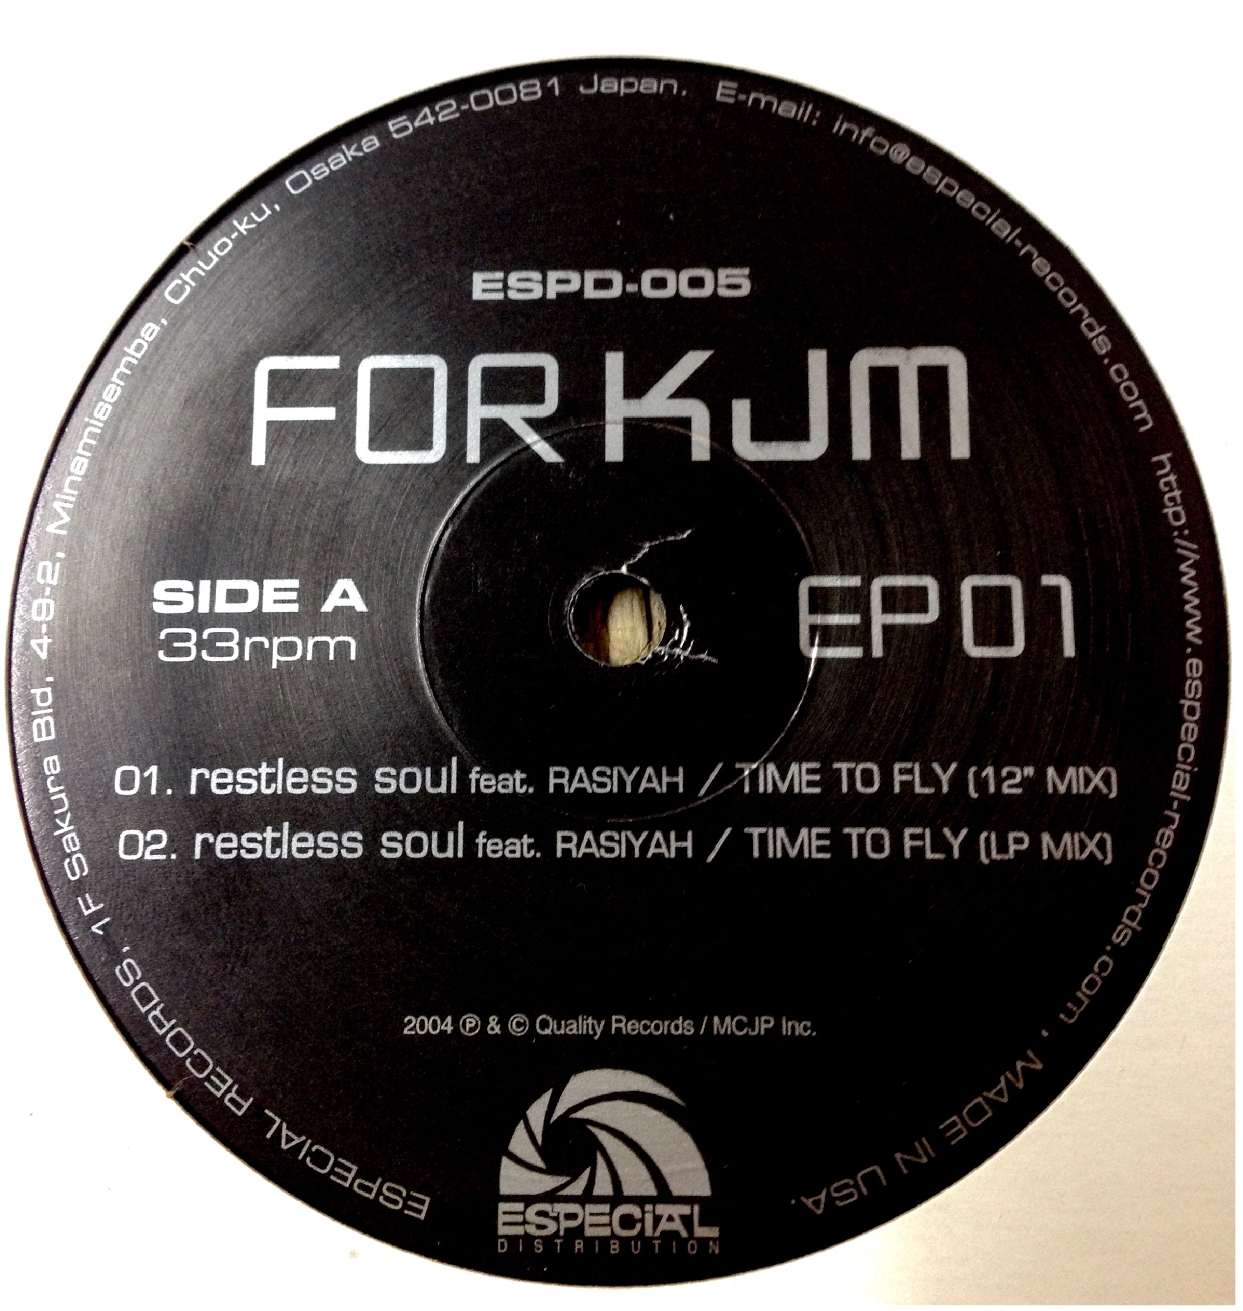 ESPECIAL RECORDS, 1F Sakura Bld, 4-9-2, Minamisemba, Chuo-ku, Osaka 542-0081 Japan. E-mail: info@especial-records.com http://www.especial-records.com . MADE IN USA.
ESPD-005
FOR KJM
SIDE A
33rpm
EP 01
01. restless soul feat. RASIYAH / TIME TO FLY (12" MIX)
02. restless soul feat. RASIYAH / TIME TO FLY (LP MIX)
2004 ℗ & © Quality Records / MCJP Inc.
ESPECiAL
DISTRIBUTION